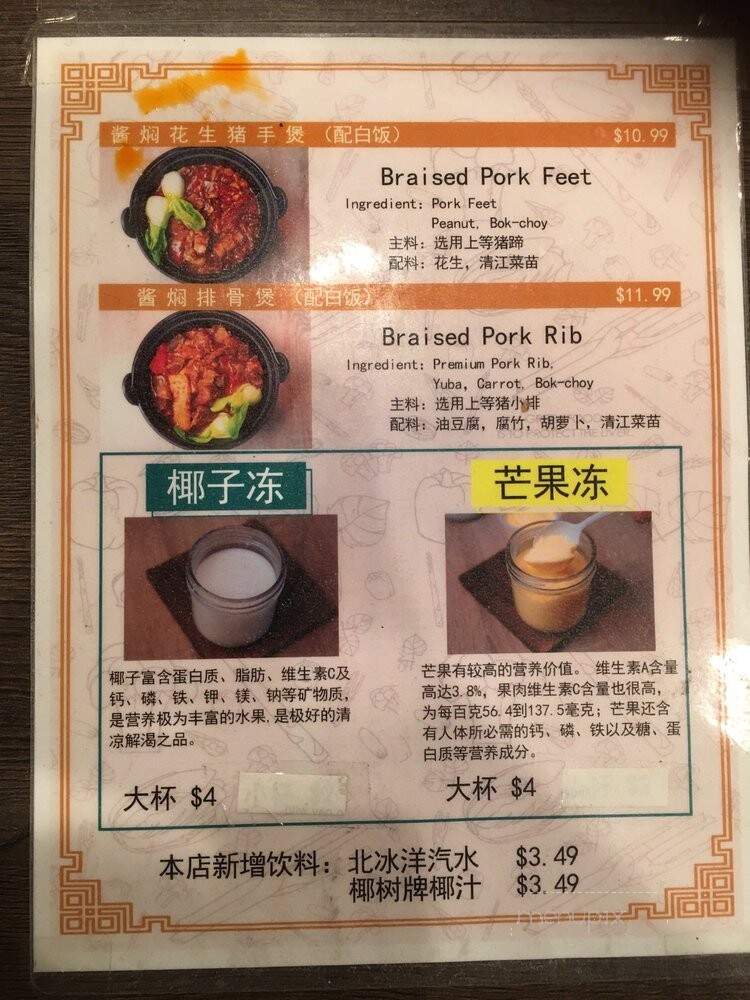 酱焖花生猪手煲（配白饭） $10.99
Braised Pork Feet
Ingredient: Pork Feet
Peanut, Bok-choy
主料：选用上等猪蹄
配料：花生，清江菜苗
酱焖排骨煲（配白饭） $11.99
Braised Pork Rib
Ingredient: Premium Pork Rib,
Yuba, Carrot, Bok-choy
主料：选用上等猪小排
配料：油豆腐，腐竹，胡萝卜，清江菜苗
椰子冻
椰子富含蛋白质、脂肪、维生素C及
钙、磷、铁、钾、镁、钠等矿物质，
是营养极为丰富的水果,是极好的清
凉解渴之品。
大杯 $4
芒果冻
芒果有较高的营养价值。 维生素A含量
高达3.8%，果肉维生素C含量也很高，
为每百克56.4到137.5毫克；芒果还含
有人体所必需的钙、磷、铁以及糖、蛋
白质等营养成分。
大杯 $4
本店新增饮料：北冰洋汽水 $3.49
椰树牌椰汁 $3.49
menupix